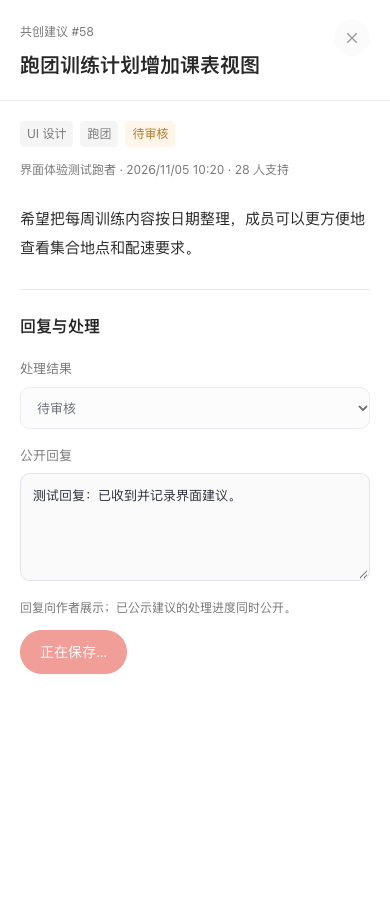 共创建议 #58
跑团训练计划增加课表视图
UI 设计
跑团
待审核
界面体验测试跑者 · 2026/11/05 10:20 · 28 人支持
希望把每周训练内容按日期整理，成员可以更方便地
查看集合地点和配速要求。
回复与处理
处理结果
待审核
公开回复
测试回复：已收到并记录界面建议。
回复向作者展示；已公示建议的处理进度同时公开。
正在保存...